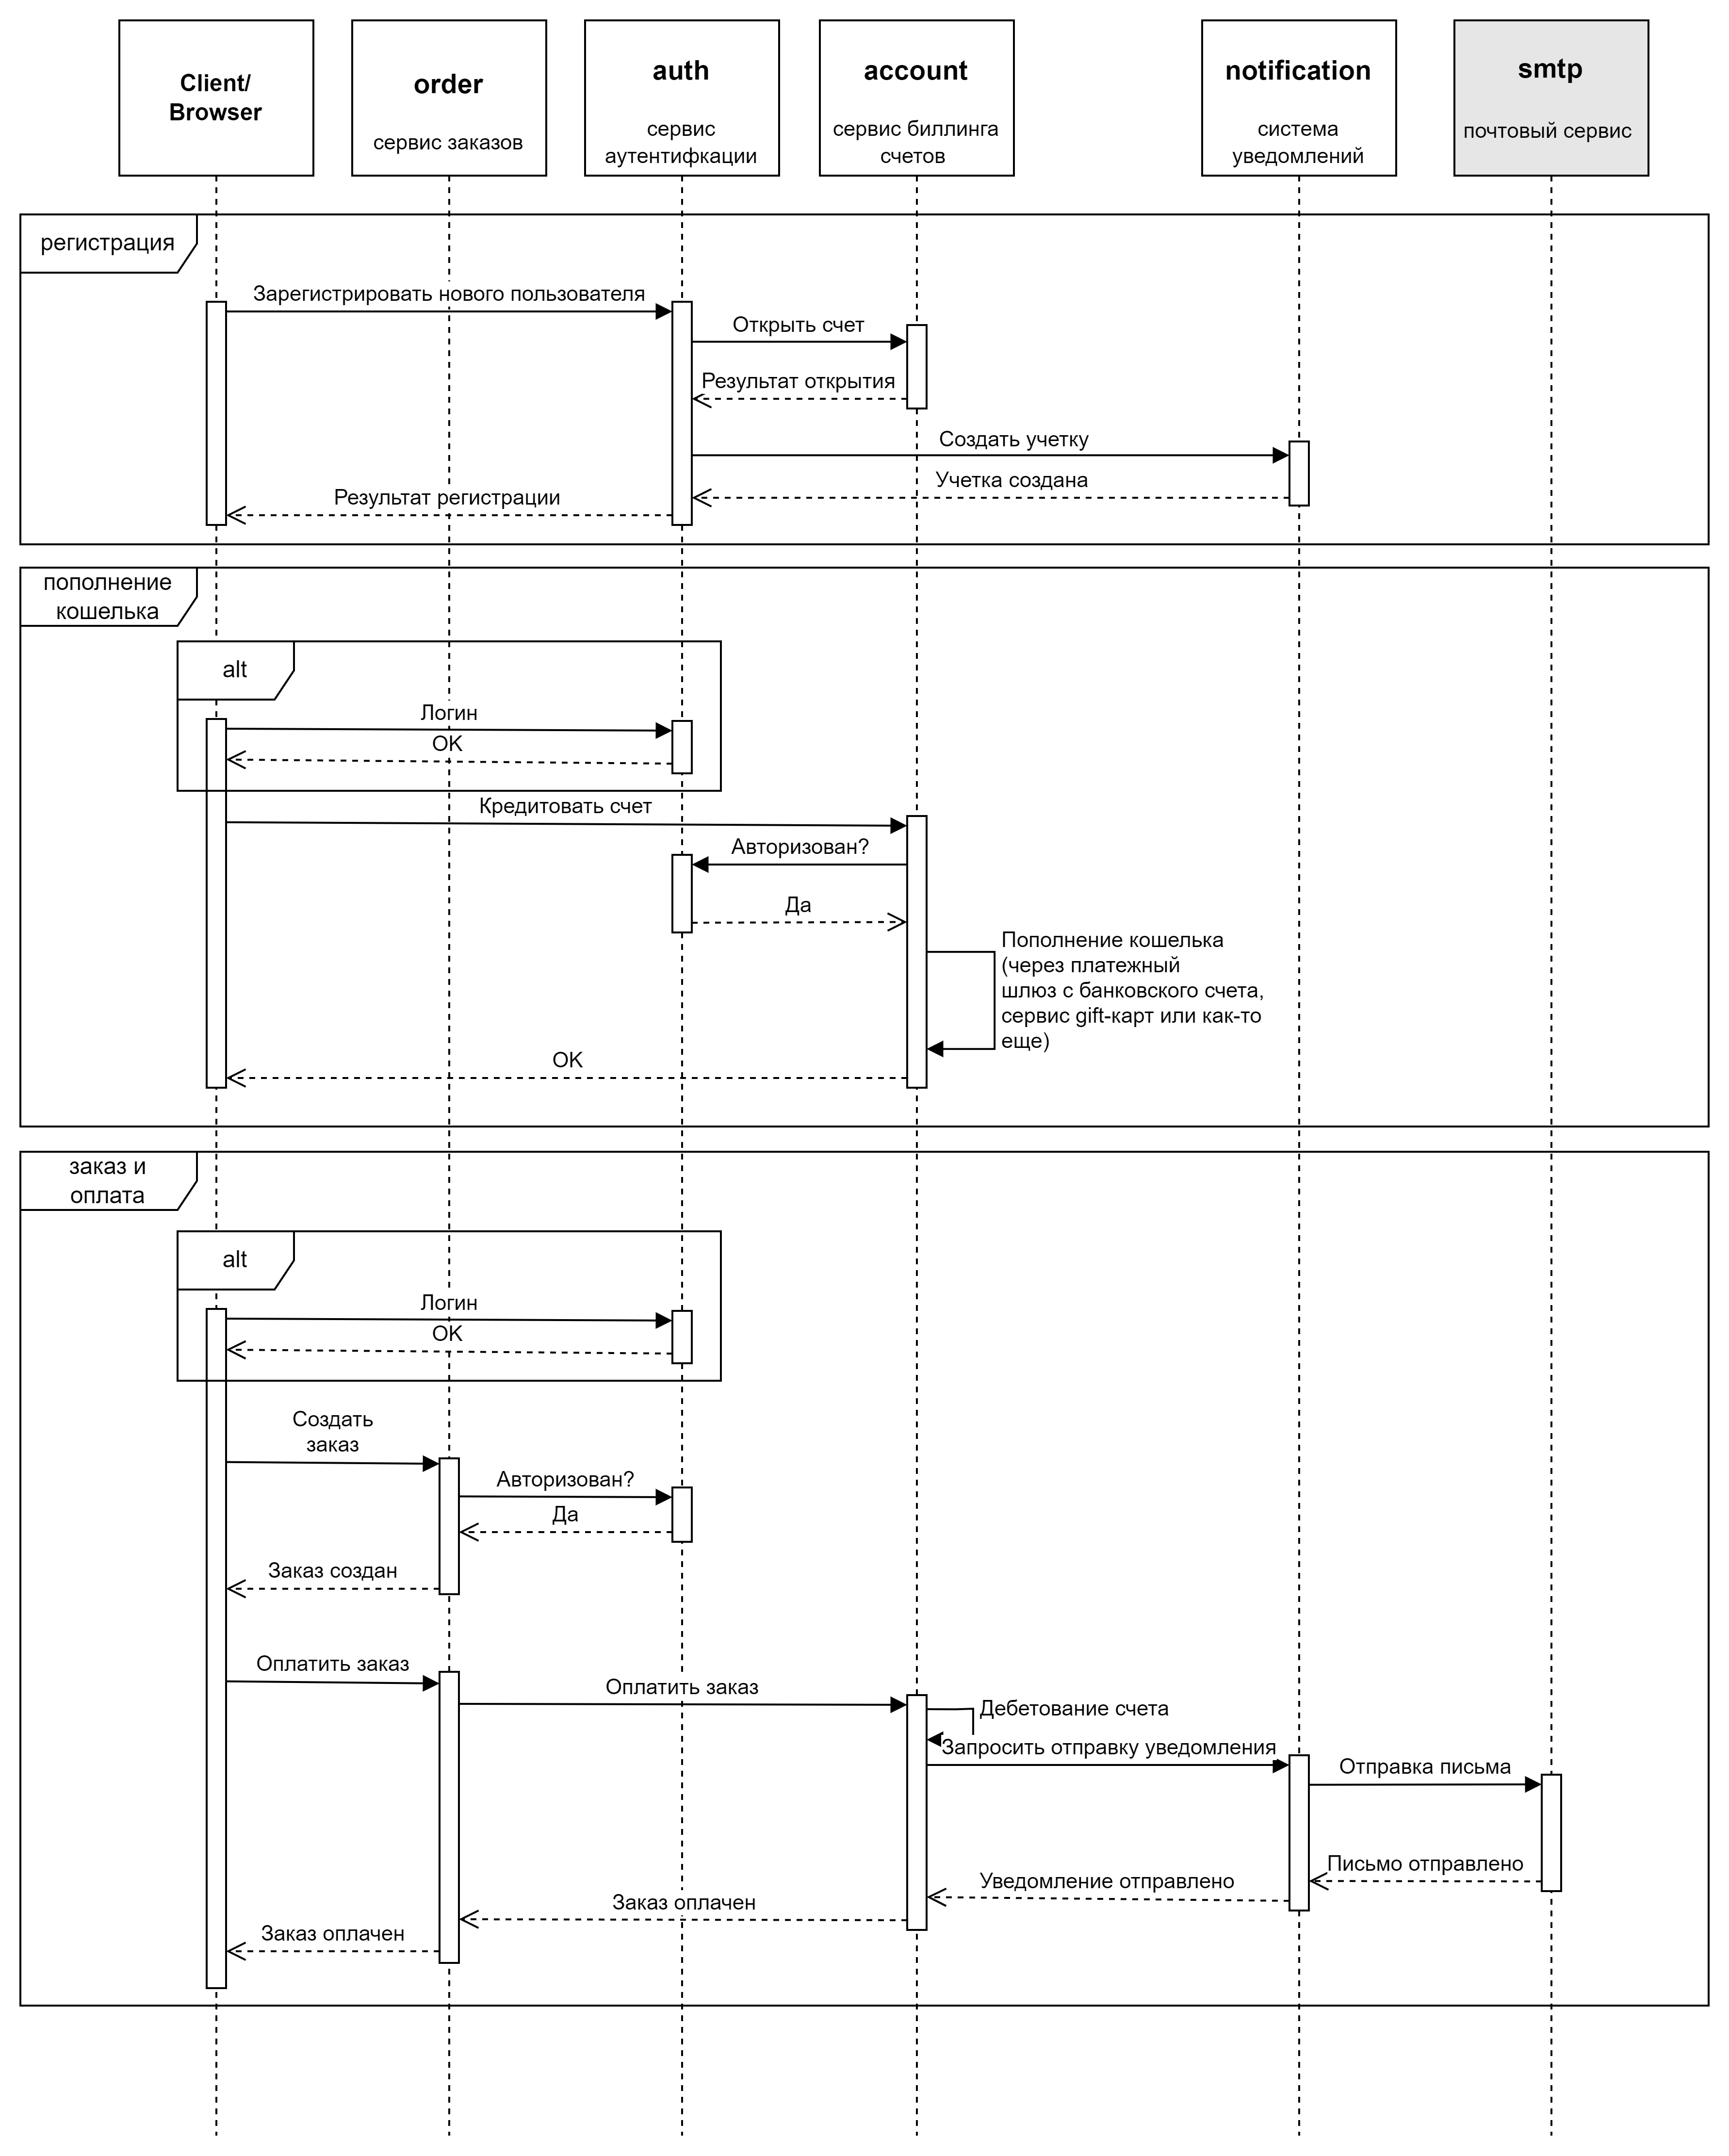 Client/
Browser
order
сервис заказов
auth
сервис
аутентифкации
account
сервис биллинга
счетов
notification
система
уведомлений
smtp
почтовый сервис
регистрация
Зарегистрировать нового пользователя
Открыть счет
Результат открытия
Создать учетку
Учетка создана
Результат регистрации
пополнение
кошелька
alt
Логин
OK
Кредитовать счет
Авторизован?
Да
Пополнение кошелька
(через платежный
шлюз с банковского счета,
сервис gift-карт или как-то
еще)
OK
заказ и
оплата
alt
Логин
OK
Создать
заказ
Авторизован?
Да
Заказ создан
Оплатить заказ
Оплатить заказ
Дебетование счета
Запросить отправку уведомления
Отправка письма
Письмо отправлено
Уведомление отправлено
Заказ оплачен
Заказ оплачен